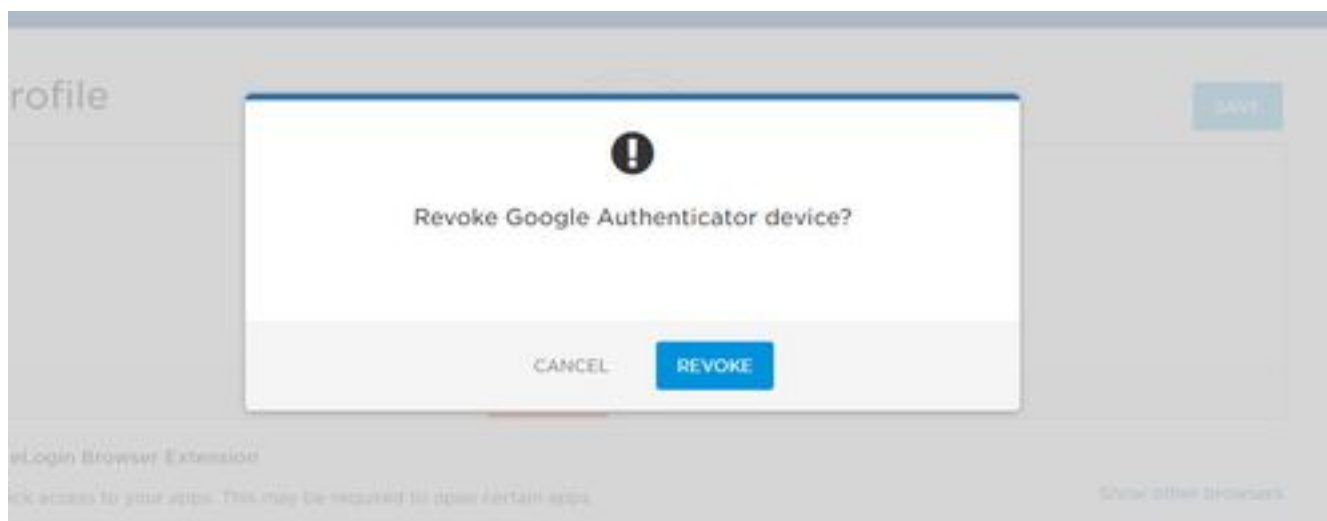 rofile
SAVE
Revoke Google Authenticator device?
CANCEL
REVOKE
eLogin Browser Extension
ick access to your apps. This may be required to open certain apps.
Show other browsers